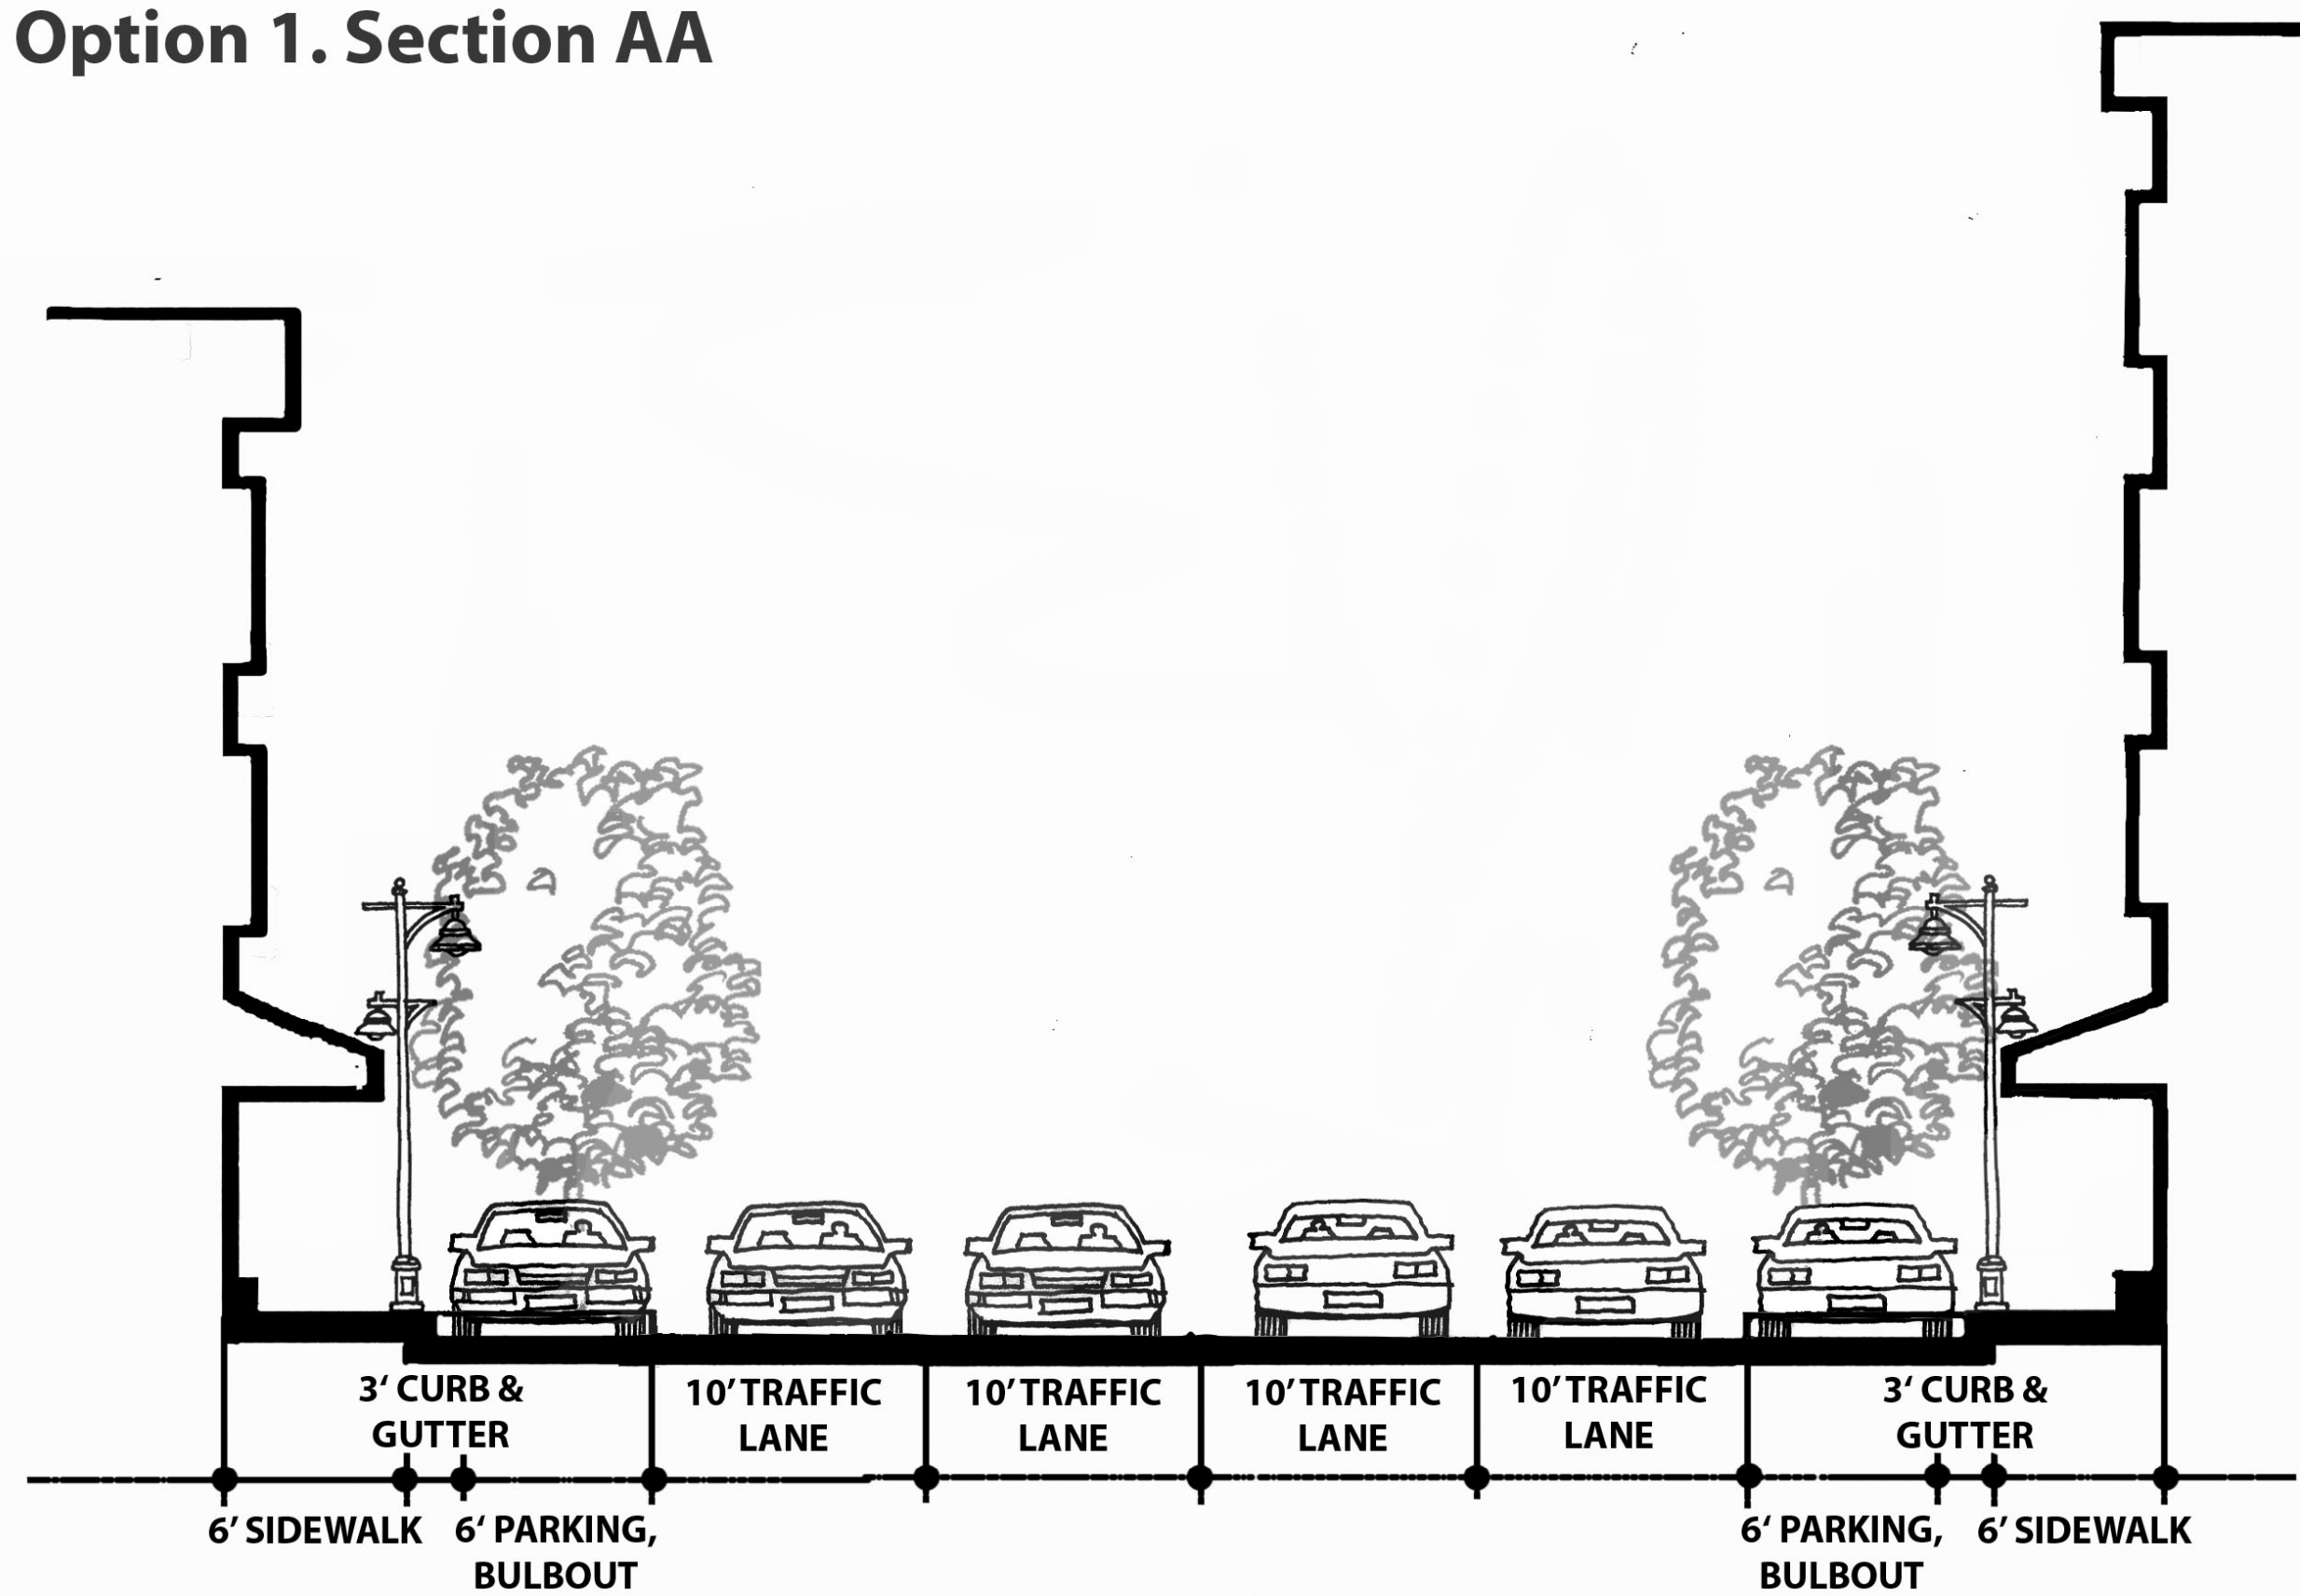 Option 1. Section AA
3‘ CURB &
GUTTER
10’ TRAFFIC
LANE
10’ TRAFFIC
LANE
10’ TRAFFIC
LANE
10’ TRAFFIC
LANE
3‘ CURB &
GUTTER
6’ SIDEWALK
6‘ PARKING,
BULBOUT
6‘ PARKING,
BULBOUT
6’ SIDEWALK